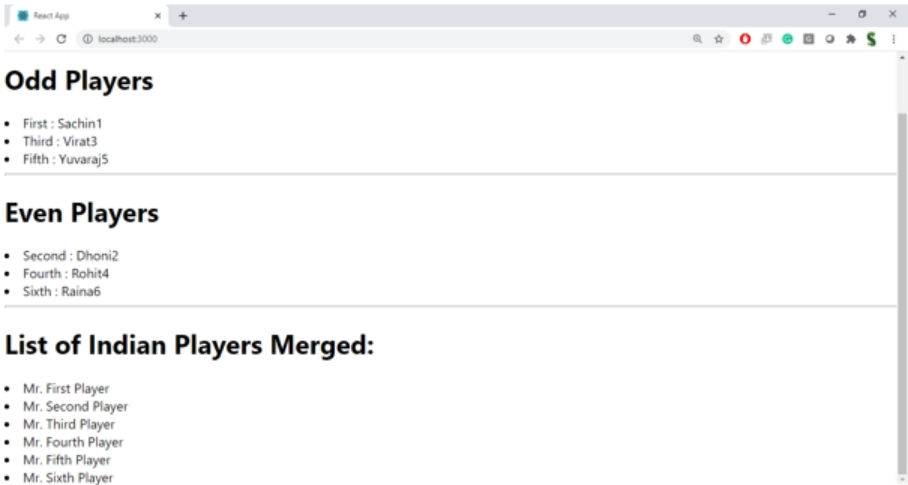 React App
localhost:3000
Odd Players
First : Sachin1
Third : Virat3
Fifth : Yuvaraj5
Even Players
Second : Dhoni2
Fourth : Rohit4
Sixth : Raina6
List of Indian Players Merged:
Mr. First Player
Mr. Second Player
Mr. Third Player
Mr. Fourth Player
Mr. Fifth Player
Mr. Sixth Player